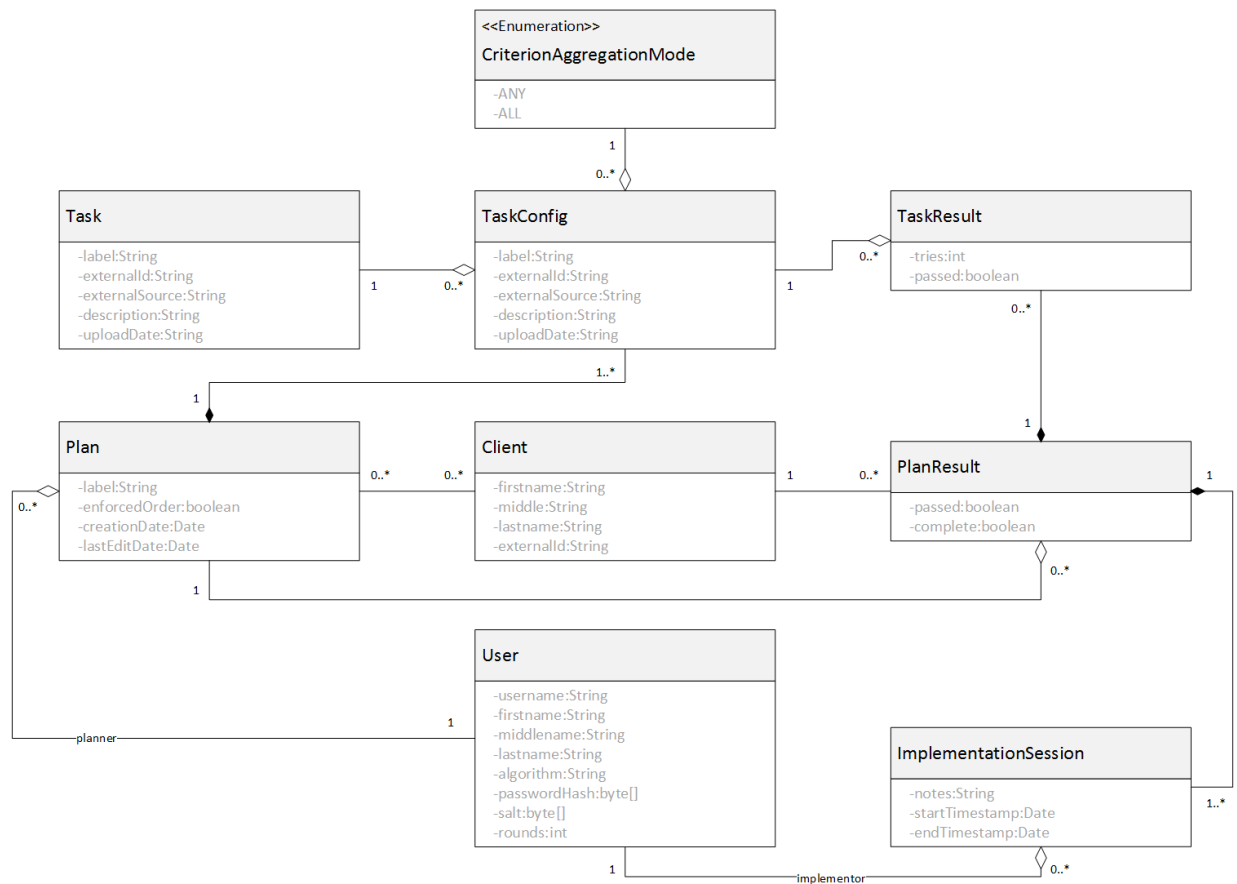 <<Enumeration>>
CriterionAggregationMode
-ANY
-ALL
1
0..*
Task
-label:String
-externalId:String
-externalSource:String
-description:String
-uploadDate:String
1
0..*
TaskConfig
-label:String
-externalId:String
-externalSource:String
-description:String
-uploadDate:String
1
0..*
TaskResult
-tries:int
-passed:boolean
0..*
1..*
1
1
Plan
-label:String
-enforcedOrder:boolean
-creationDate:Date
-lastEditDate:Date
0..*
0..*
0..*
Client
-firstname:String
-middle:String
-lastname:String
-externalId:String
1
0..*
PlanResult
-passed:boolean
-complete:boolean
1
0..*
1
User
-username:String
-firstname:String
-middlename:String
-lastname:String
-algorithm:String
-passwordHash:byte[]
-salt:byte[]
-rounds:int
1
planner
ImplementationSession
-notes:String
-startTimestamp:Date
-endTimestamp:Date
1..*
1
implementor
0..*